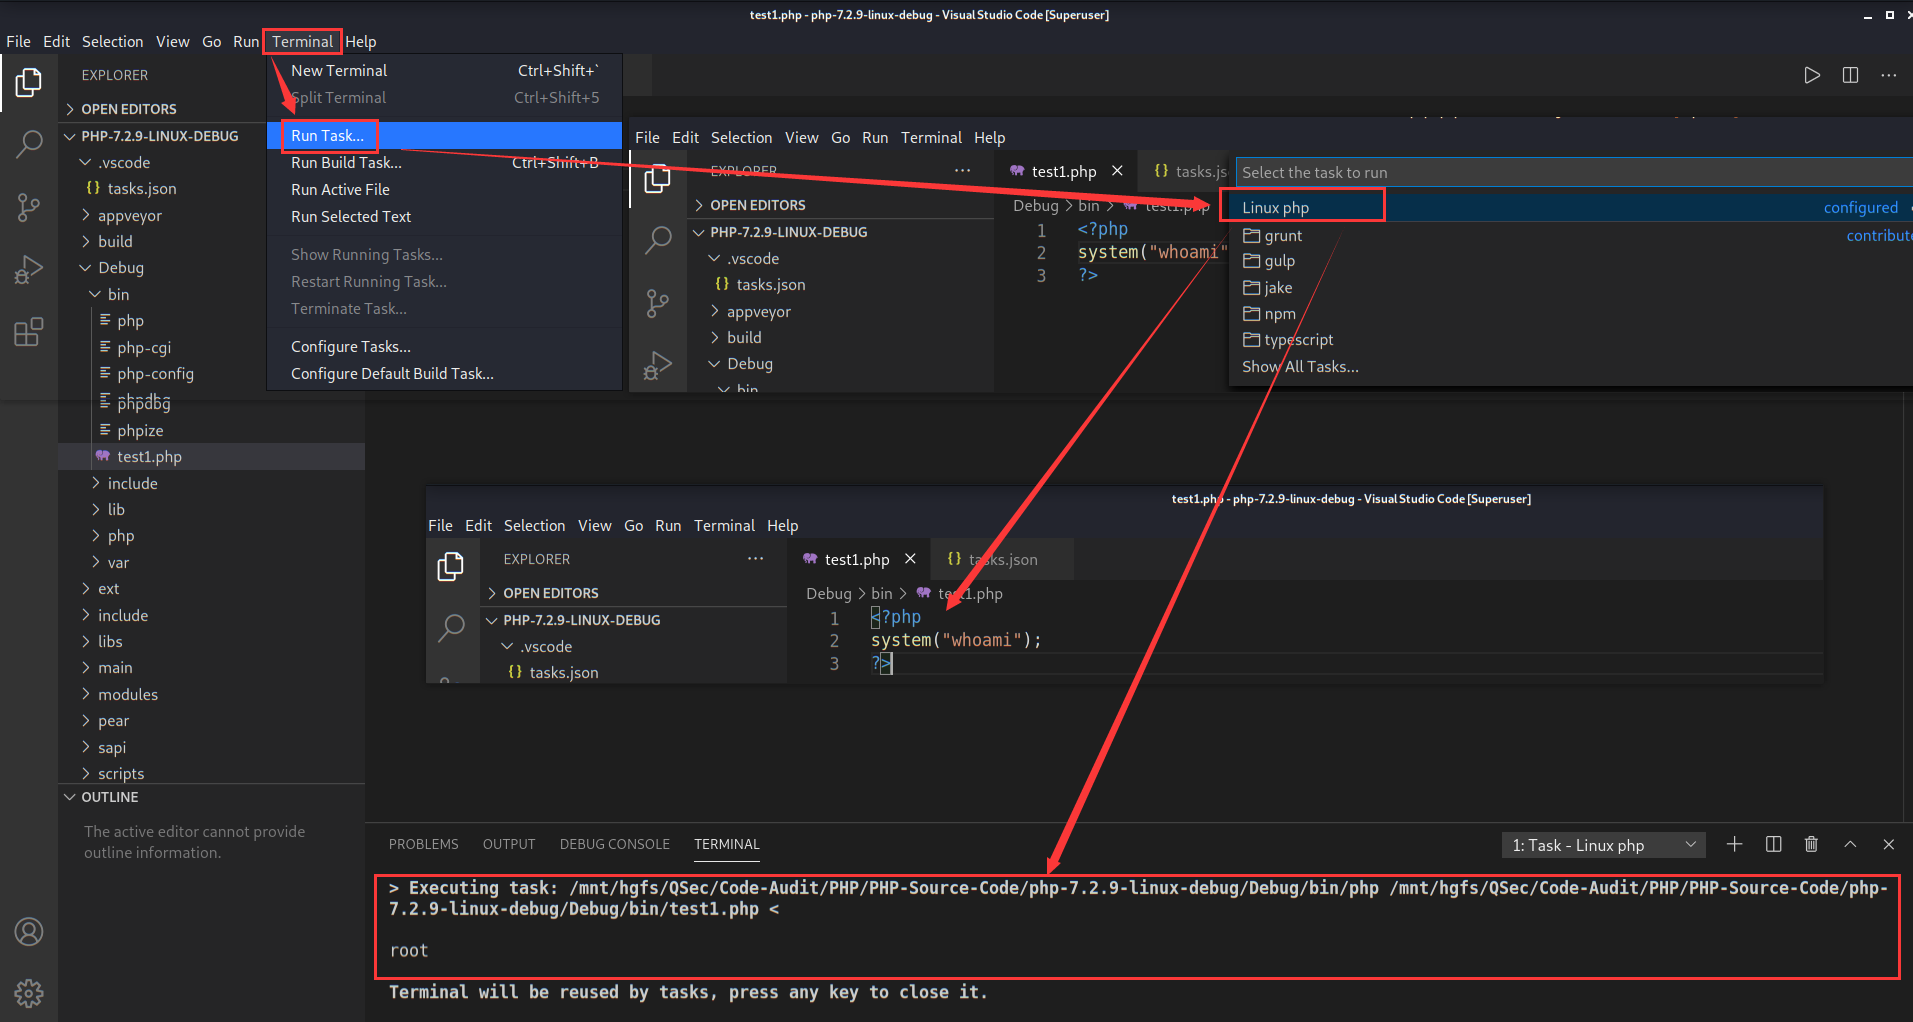 test1.php - php-7.2.9-linux-debug - Visual Studio Code [Superuser]
File Edit Selection View Go Run Terminal Help
EXPLORER
OPEN EDITORS
PHP-7.2.9-LINUX-DEBUG
.vscode
{} tasks.json
appveyor
build
Debug
bin
php
php-cgi
php-config
phpdbg
phpize
test1.php
include
lib
php
var
ext
include
libs
main
modules
pear
sapi
scripts
OUTLINE
The active editor cannot provide
outline information.
New Terminal Ctrl+Shift+`
Split Terminal Ctrl+Shift+5
Run Task...
Run Build Task... Ctrl+Shift+B
Run Active File
Run Selected Text
Show Running Tasks...
Restart Running Task...
Terminate Task...
Configure Tasks...
Configure Default Build Task...
File Edit Selection View Go Run Terminal Help
EXPLORER ...
OPEN EDITORS
PHP-7.2.9-LINUX-DEBUG
.vscode
{} tasks.json
appveyor
build
Debug
bin
test1.php
{} tasks.js
Debug > bin > test1.php
1 <?php
2 system("whoami"
3 ?>
Select the task to run
Linux php configured
grunt contribute
gulp
jake
npm
typescript
Show All Tasks...
test1.php - php-7.2.9-linux-debug - Visual Studio Code [Superuser]
File Edit Selection View Go Run Terminal Help
EXPLORER ...
OPEN EDITORS
PHP-7.2.9-LINUX-DEBUG
.vscode
{} tasks.json
test1.php
{} tasks.json
Debug > bin > test1.php
1 <?php
2 system("whoami");
3 ?>
PROBLEMS OUTPUT DEBUG CONSOLE TERMINAL
1: Task - Linux php
> Executing task: /mnt/hgfs/QSec/Code-Audit/PHP/PHP-Source-Code/php-7.2.9-linux-debug/Debug/bin/php /mnt/hgfs/QSec/Code-Audit/PHP/PHP-Source-Code/php-
7.2.9-linux-debug/Debug/bin/test1.php <
root
Terminal will be reused by tasks, press any key to close it.